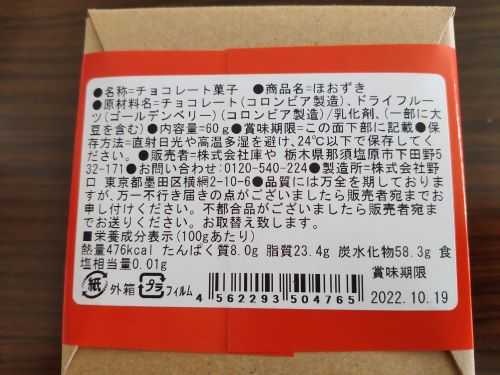 ●名称=チョコレート菓子 ●商品名=ほおずき
●原材料名=チョコレート(コロンビア製造)、ドライフルー
ツ(ゴールデンベリー)(コロンビア製造)/乳化剤、(一部に大
豆を含む)●内容量=60g●賞味期限=この面下部に記載●保
存方法=直射日光や高温多湿を避け、24℃以下で保存してく
ださい。●販売者=株式会社庫や 栃木県那須塩原市下田野5
32-171●お問い合わせ:0120-540-224●製造所=株式会社野
口 東京都墨田区横網2-10-6●品質には万全を期しております
が、万一不行き届きの点がございましたら販売者宛までお
申し付けください。不都合品がございましたら販売者宛まで
お送りください。お取替え致します。
■栄養成分表示(100gあたり)
熱量476kcal たんぱく質8.0g 脂質23.4g 炭水化物58.3g 食
塩相当量0.01g
賞味期限
紙 外箱 プラ フィルム
4 562293 504765
2022.10.19